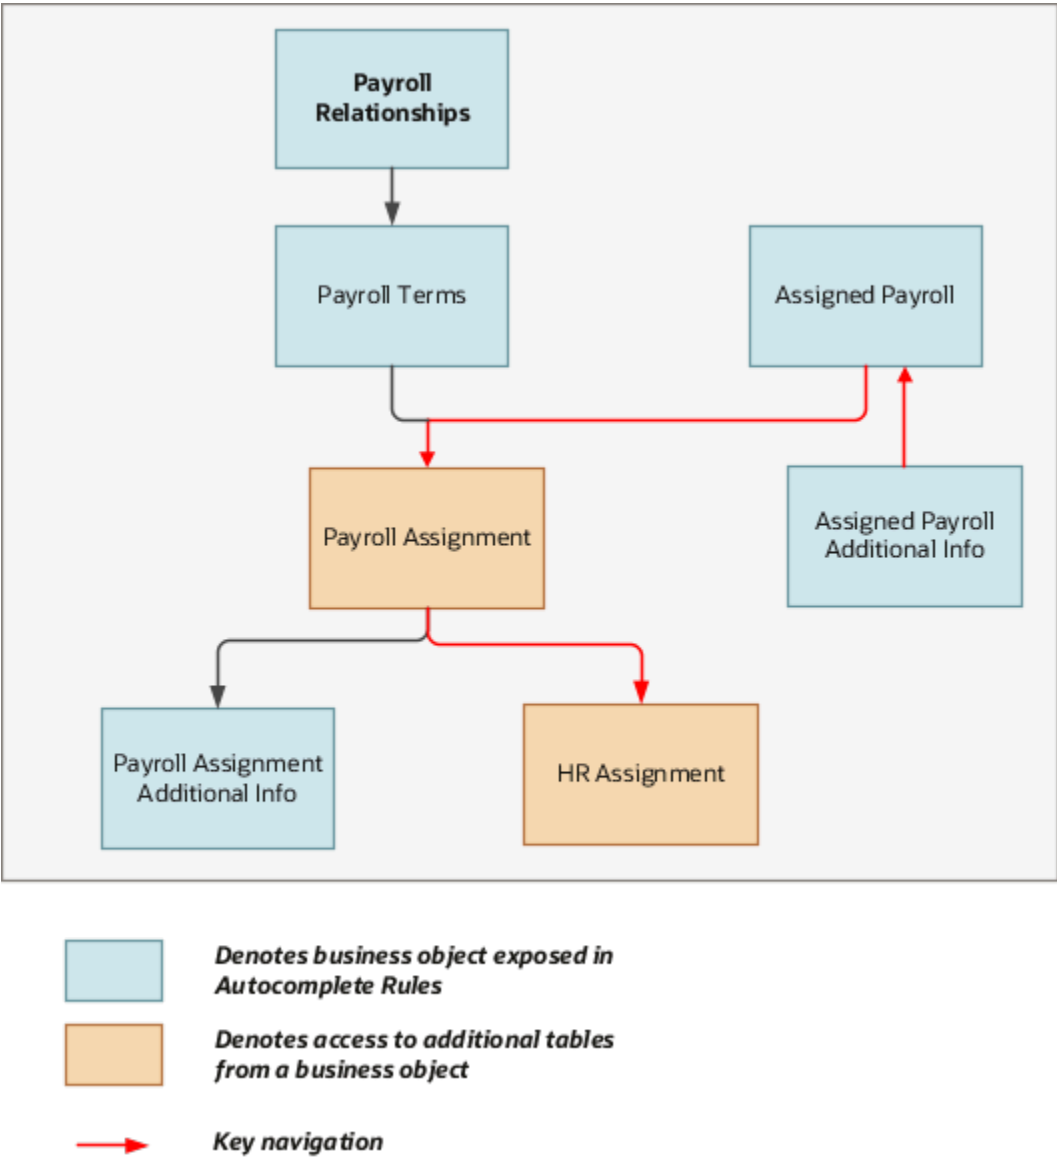 Payroll
Relationships
Payroll Terms
Assigned Payroll
Payroll Assignment
Assigned Payroll
Additional Info
Payroll Assignment
Additional Info
HR Assignment
Denotes business object exposed in
Autocomplete Rules
Denotes access to additional tables
from a business object
Key navigation